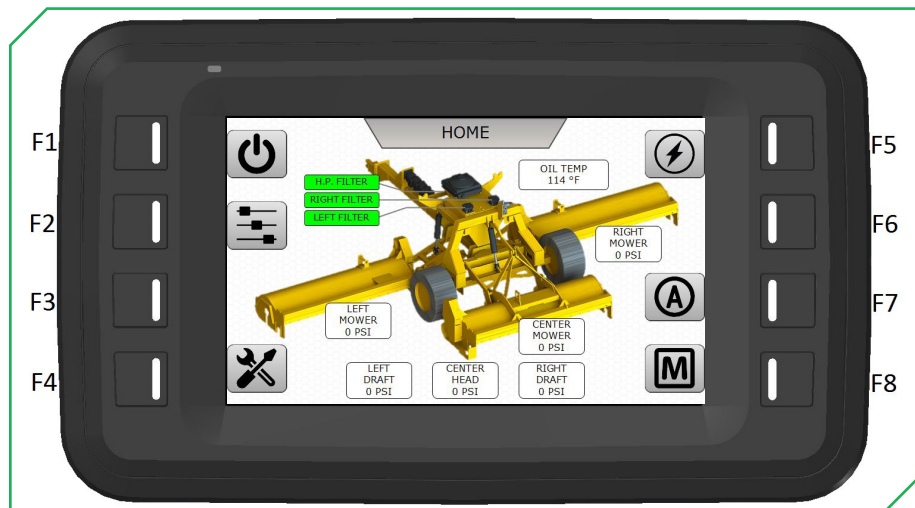 HOME
F1
F5
OIL TEMP
114 °F
H.P. FILTER
RIGHT FILTER
LEFT FILTER
F2
F6
RIGHT
MOWER
0 PSI
F3
F7
A
LEFT
MOWER
0 PSI
CENTER
MOWER
0 PSI
F4
F8
LEFT
DRAFT
0 PSI
CENTER
HEAD
0 PSI
RIGHT
DRAFT
0 PSI
M